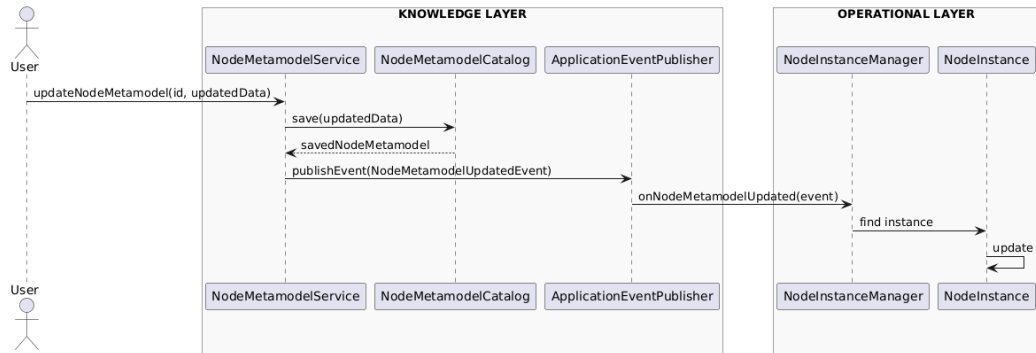 KNOWLEDGE LAYER
OPERATIONAL LAYER
User
NodeMetamodelService
NodeMetamodelCatalog
ApplicationEventPublisher
NodeInstanceManager
NodeInstance
updateNodeMetamodel(id, updatedData)
save(updatedData)
savedNodeMetamodel
publishEvent(NodeMetamodelUpdatedEvent)
onNodeMetamodelUpdated(event)
find instance
update
User
NodeMetamodelService
NodeMetamodelCatalog
ApplicationEventPublisher
NodeInstanceManager
NodeInstance